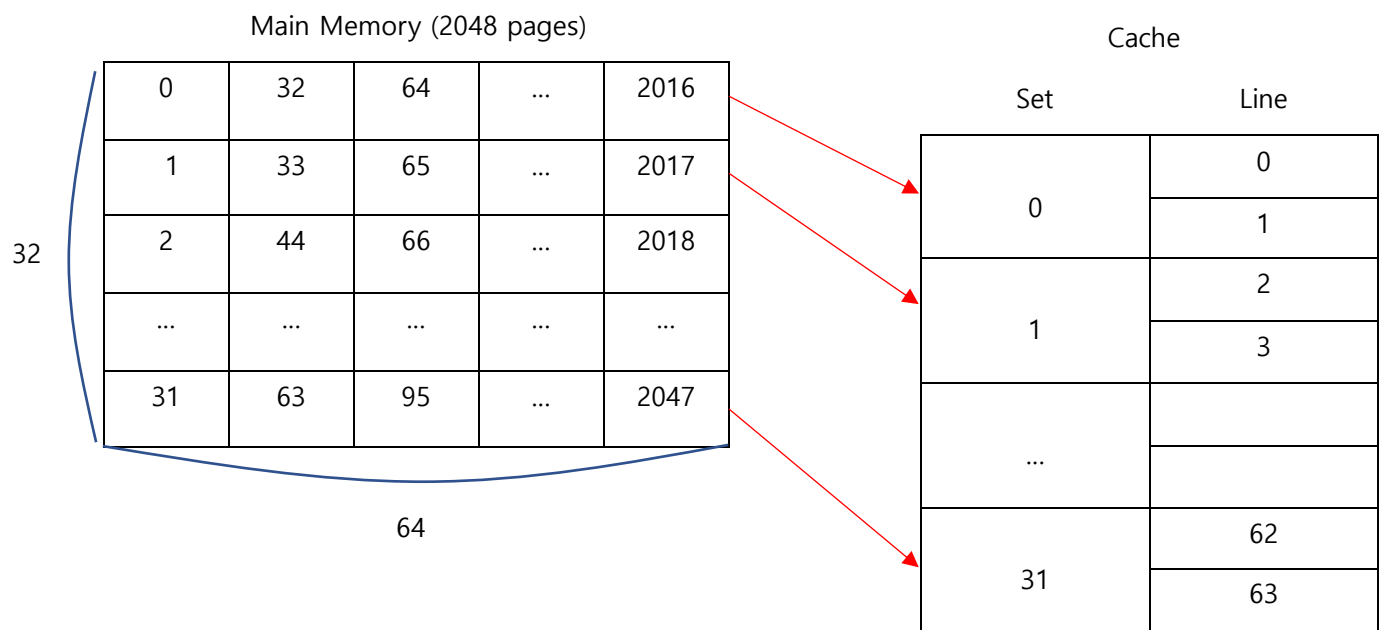 Main Memory (2048 pages)
0 32 64 ... 2016
1 33 65 ... 2017
2 44 66 ... 2018
... ... ... ... ...
31 63 95 ... 2047
32
64
Cache
Set Line
0
0
1
1
2
3
...
31
62
63